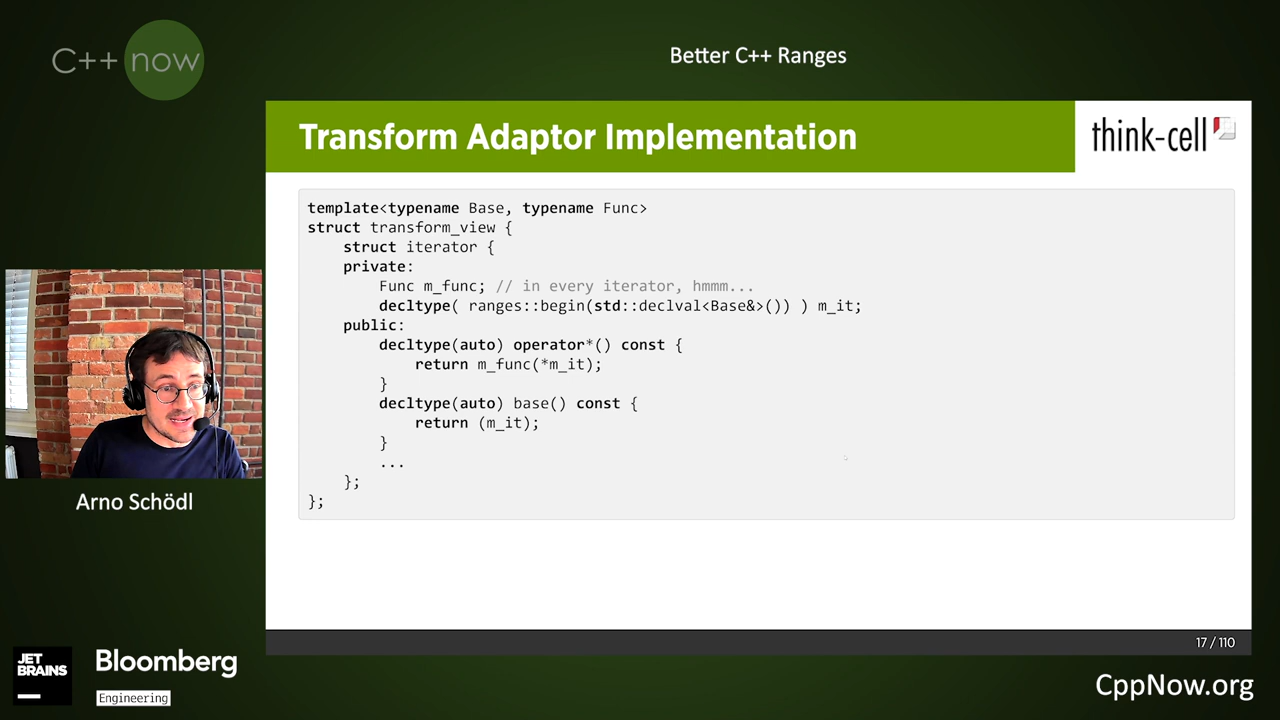 C++ now
Better C++ Ranges
Transform Adaptor Implementation
think-cell
template<typename Base, typename Func>
struct transform_view {
struct iterator {
private:
Func m_func; // in every iterator, hmmm...
decltype( ranges::begin(std::declval<Base&>()) ) m_it;
public:
decltype(auto) operator*() const {
return m_func(*m_it);
}
decltype(auto) base() const {
return (m_it);
}
...
};
};
Arno Schödl
17 / 110
JET
BRAINS
Bloomberg
Engineering
CppNow.org